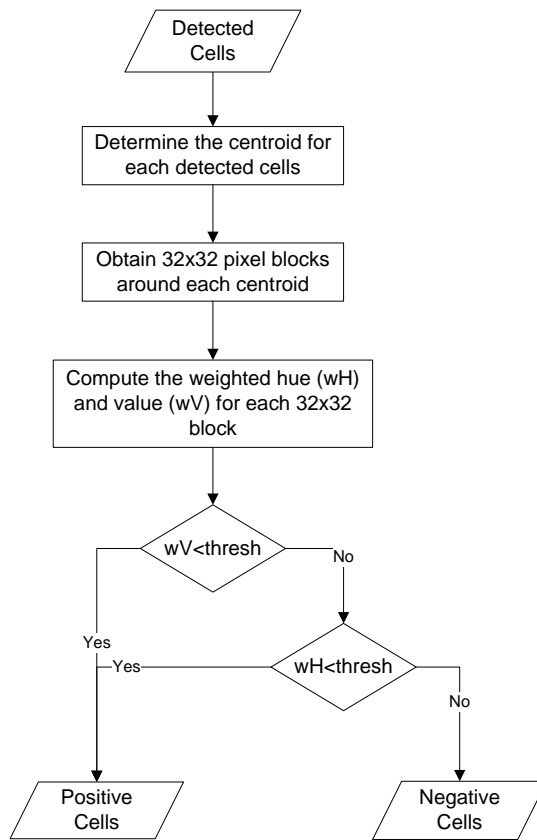 Detected
Cells
Determine the centroid for
each detected cells
Obtain 32x32 pixel blocks
around each centroid
Compute the weighted hue (wH)
and value (wV) for each 32x32
block
wV<thresh
No
Yes
Yes
wH<thresh
No
Positive
Cells
Negative
Cells